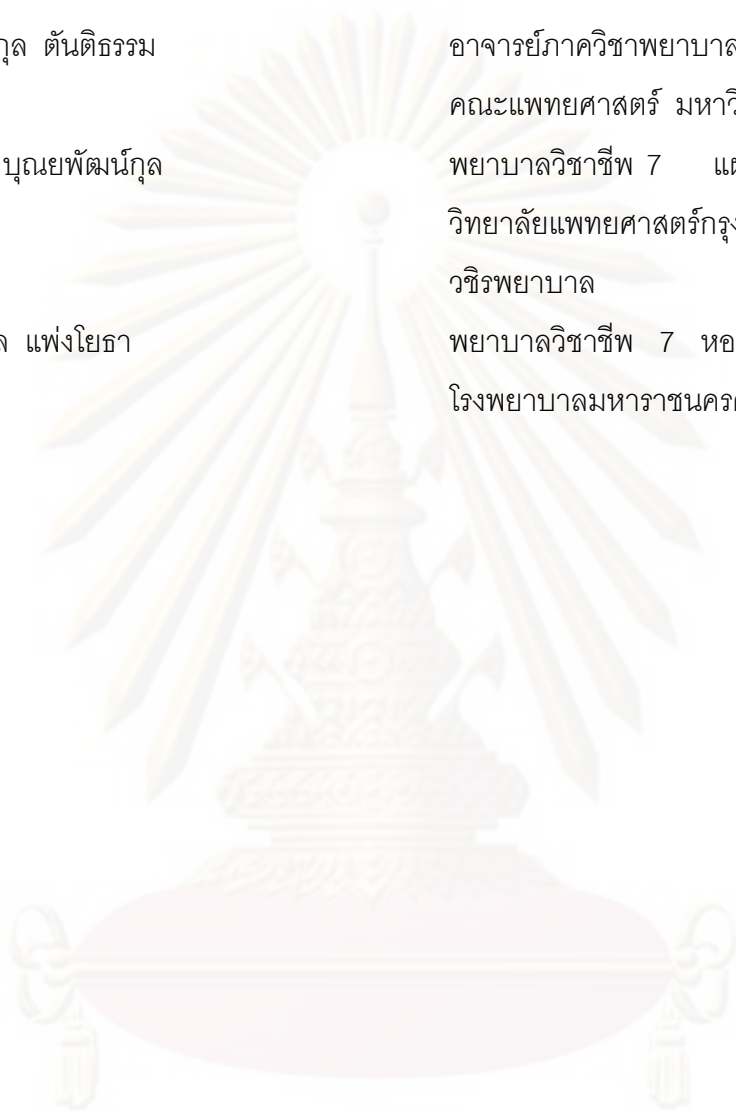 กุล ตันติธรรม อาจารย์ภาควิชาพยาบาล
คณะแพทยศาสตร์ มหาวิ
บุณยพัฒน์กุล พยาบาลวิชาชีพ 7 แผ
วิทยาลัยแพทยศาสตร์กรุง
วชิรพยาบาล
ล แพ่งโยธา พยาบาลวิชาชีพ 7 หอ
โรงพยาบาลมหาราชนคร